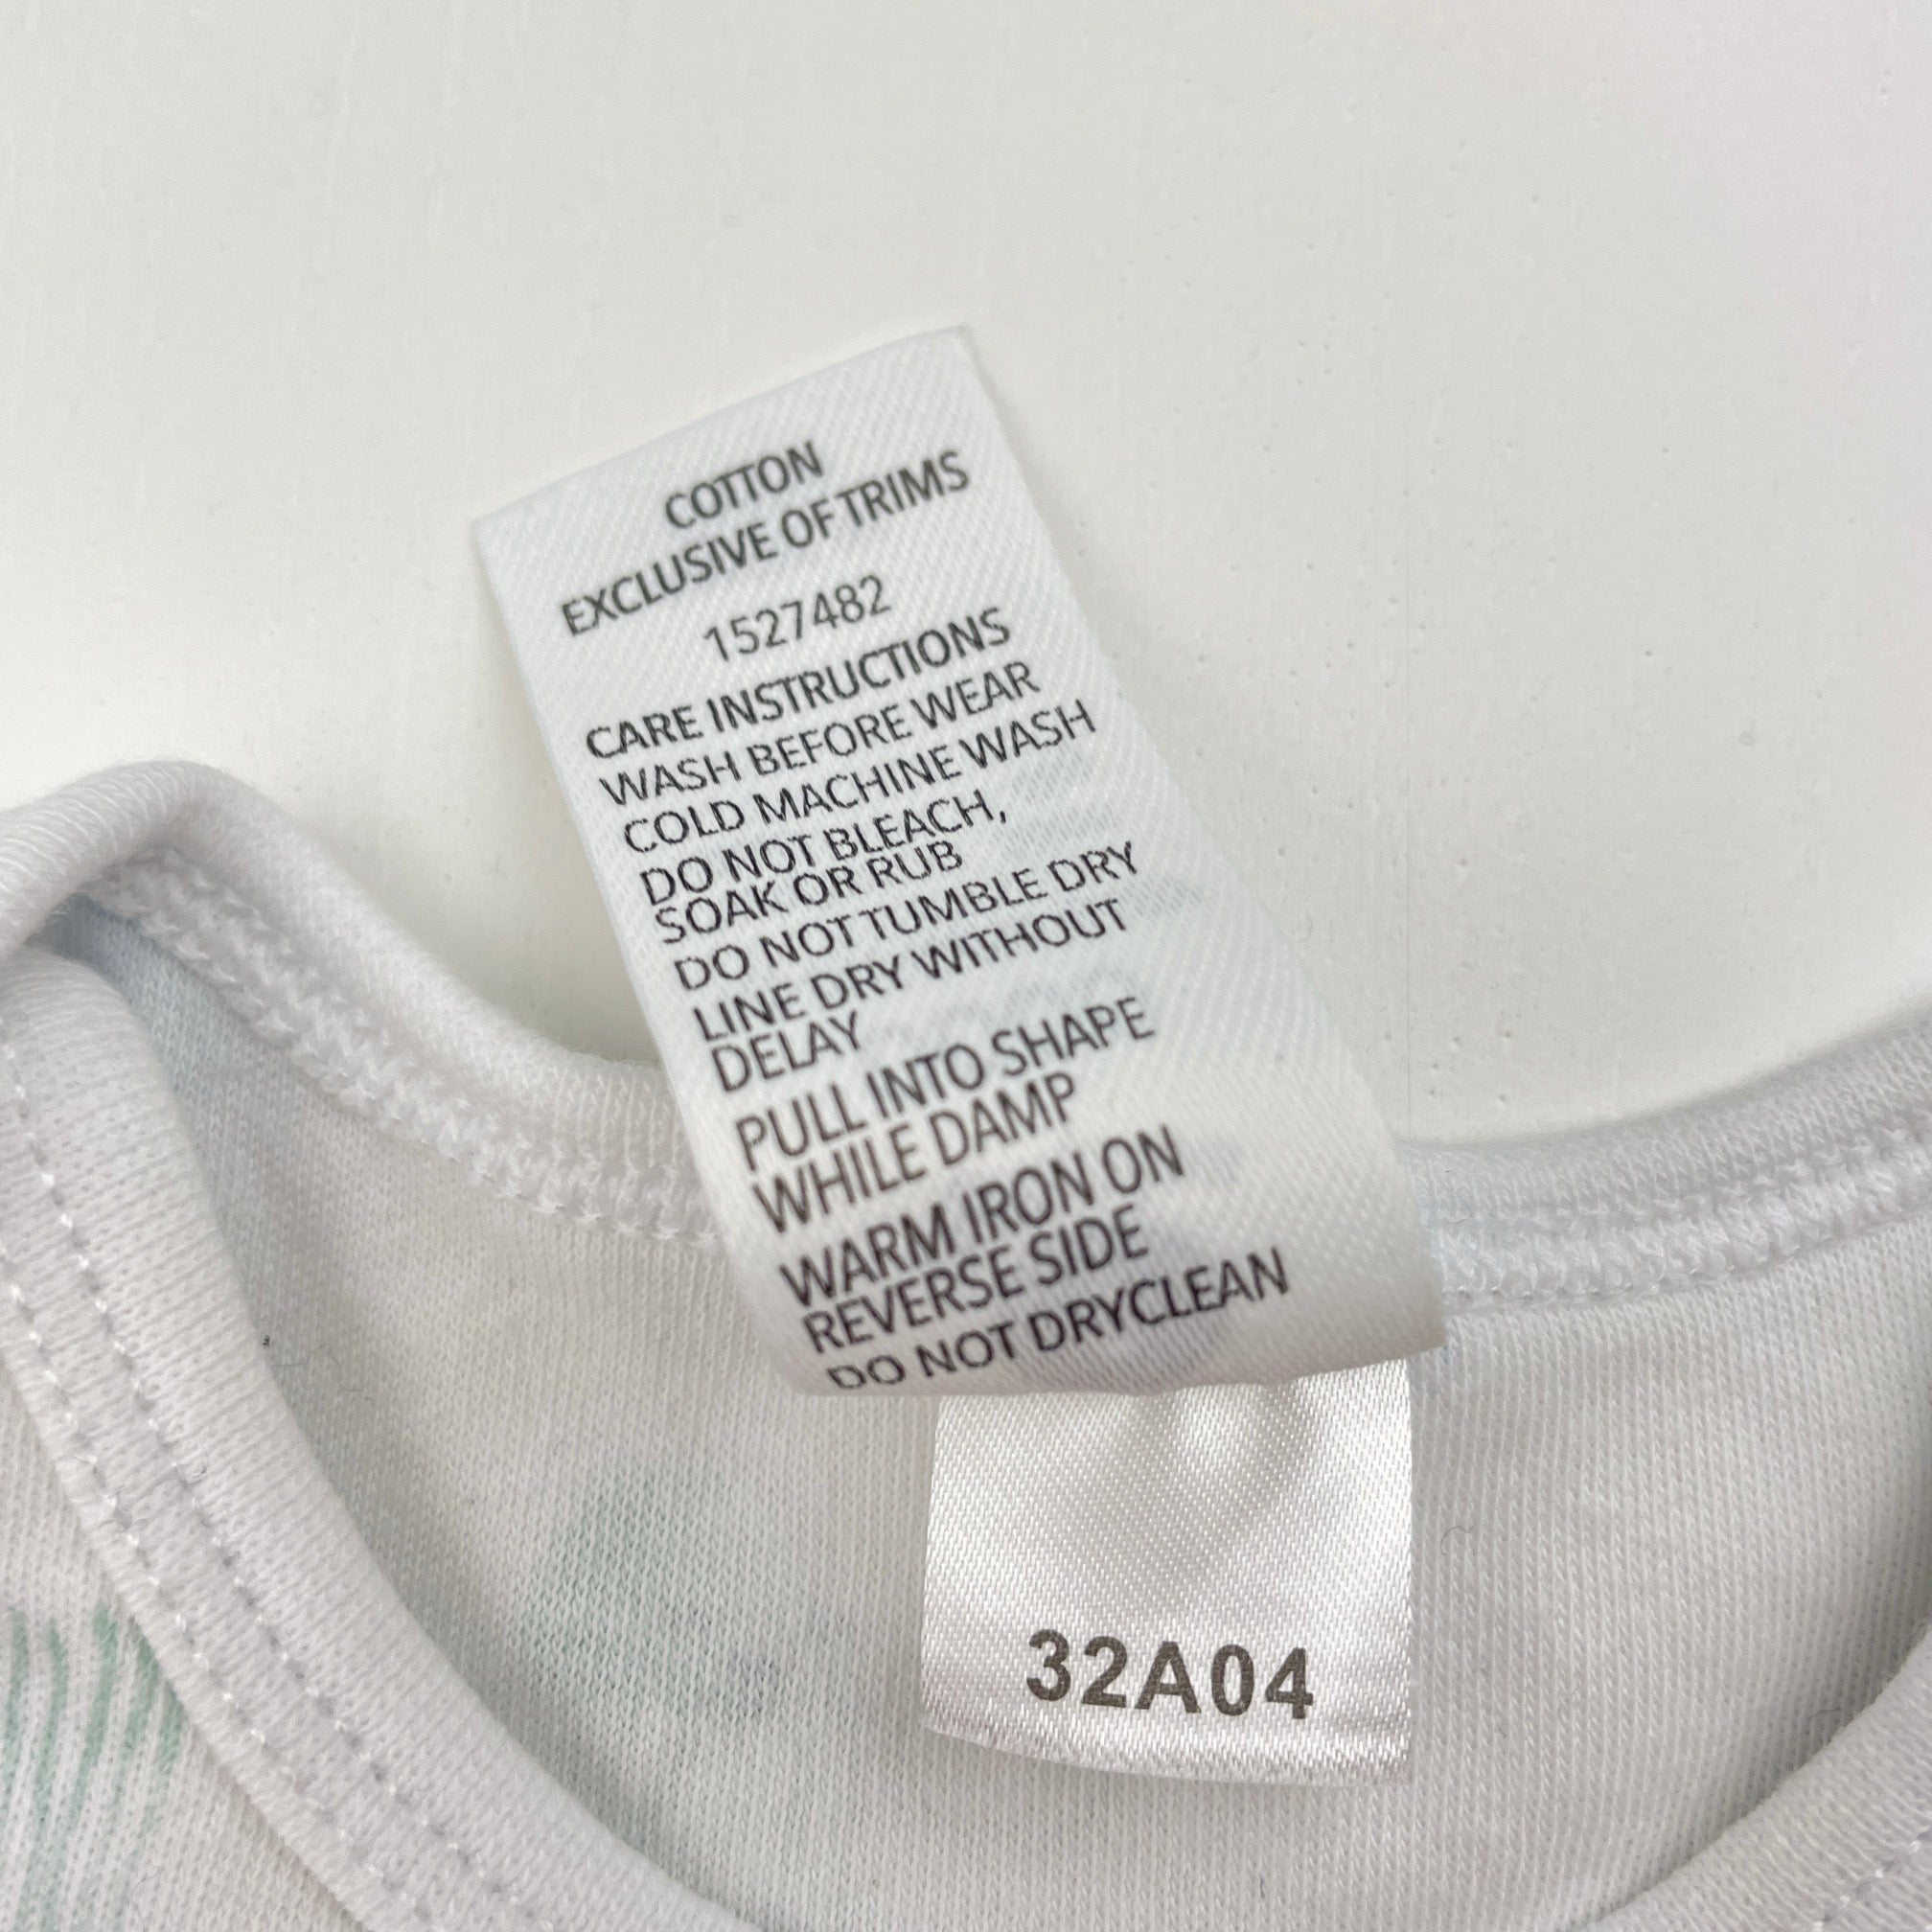 COTTON
EXCLUSIVE OF TRIMS
1527482
CARE INSTRUCTIONS
WASH BEFORE WEAR
COLD MACHINE WASH
DO NOT BLEACH,
SOAK OR RUB
DO NOT TUMBLE DRY
LINE DRY WITHOUT
DELAY
PULL INTO SHAPE
WHILE DAMP
WARM IRON ON
REVERSE SIDE
DO NOT DRYCLEAN
32A04